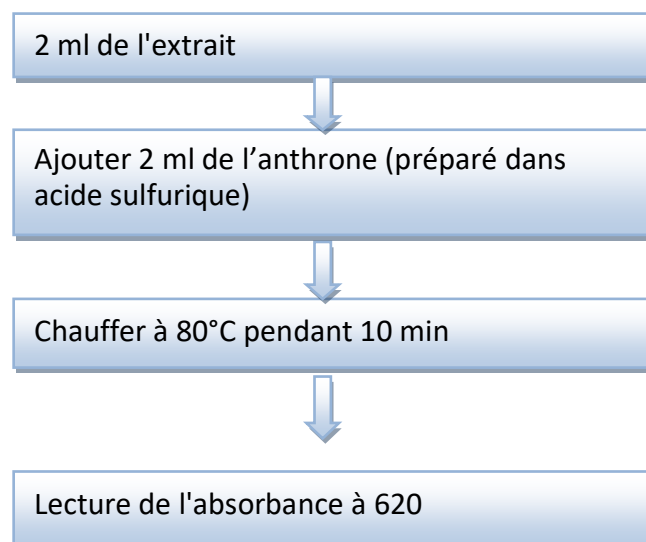 2 ml de l'extrait
Ajouter 2 ml de l’anthrone (préparé dans
acide sulfurique)
Chauffer à 80°C pendant 10 min
Lecture de l'absorbance à 620